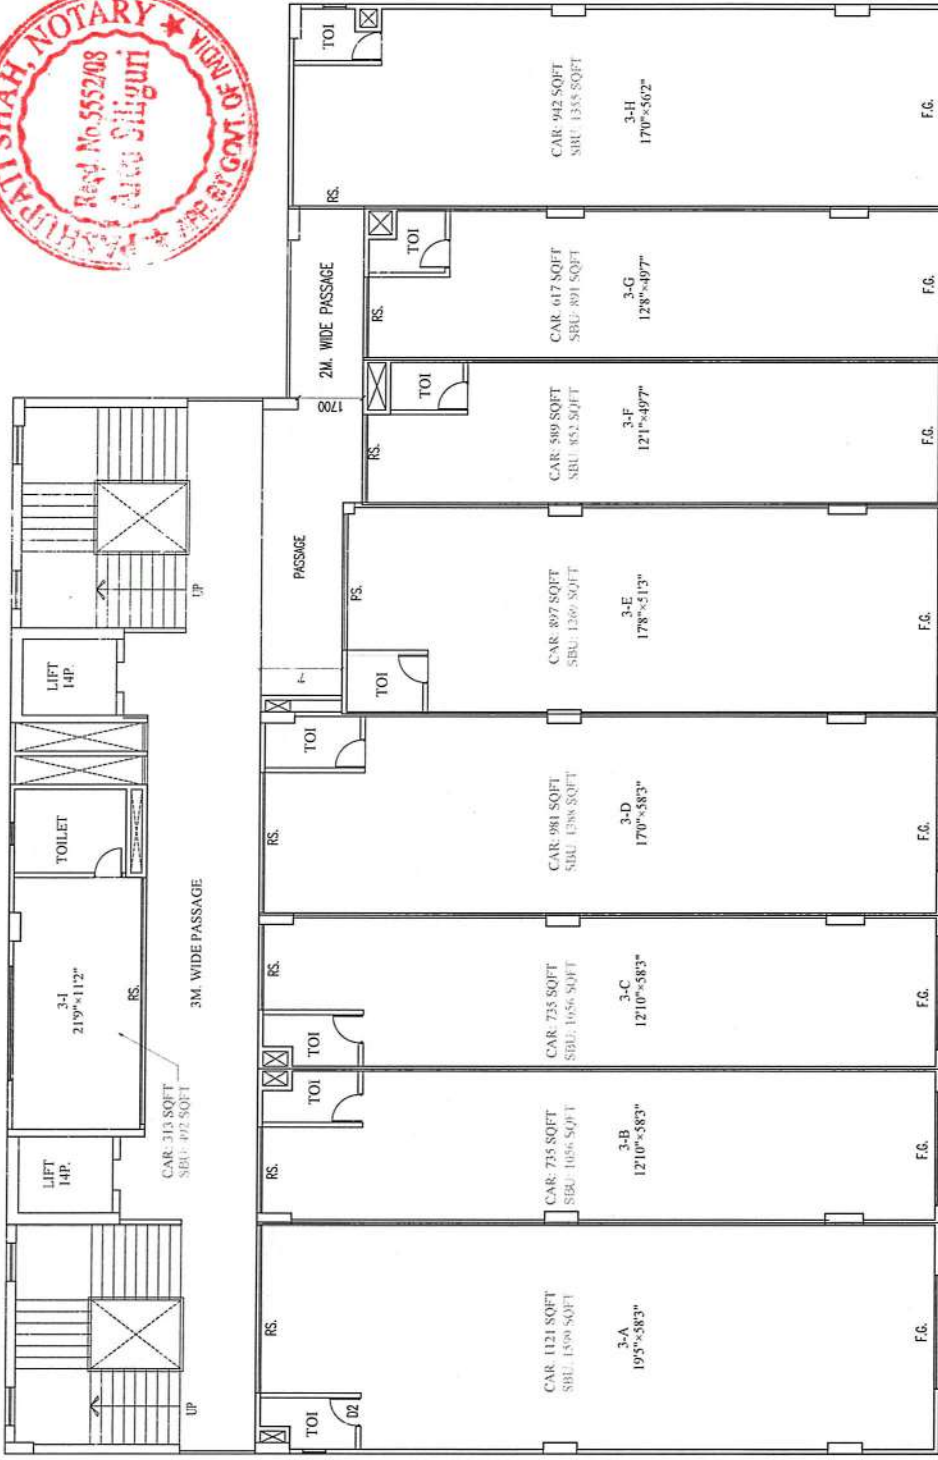 PASHUPATI SHAH, NOTARY
GOVT. OF INDIA
Regd. No.5552/08
Area Siliguri
LIFT
14P.
UP
3-I
21'9"×11'2"
RS.
CAR: 313 SQFT
SBU: 492 SQFT
TOILET
LIFT
14P.
UP
3M. WIDE PASSAGE
PASSAGE
1700
2M. WIDE PASSAGE
TOI
D2
RS.
CAR: 1121 SQFT
SBU: 1599 SQFT
3-A
19'5"×58'3"
F.G.
RS.
TOI
CAR: 735 SQFT
SBU: 1056 SQFT
3-B
12'10"×58'3"
F.G.
TOI
RS.
CAR: 735 SQFT
SBU: 1056 SQFT
3-C
12'10"×58'3"
F.G.
RS.
TOI
CAR: 981 SQFT
SBU: 1388 SQFT
3-D
17'0"×58'3"
F.G.
TOI
PS.
CAR: 897 SQFT
SBU: 1269 SQFT
3-E
17'8"×51'3"
F.G.
RS.
TOI
CAR: 589 SQFT
SBU: 852 SQFT
3-F
12'1"×49'7"
F.G.
RS.
TOI
CAR: 617 SQFT
SBU: 891 SQFT
3-G
12'8"×49'7"
F.G.
RS.
TOI
CAR: 942 SQFT
SBU: 1355 SQFT
3-H
17'0"×56'2"
F.G.